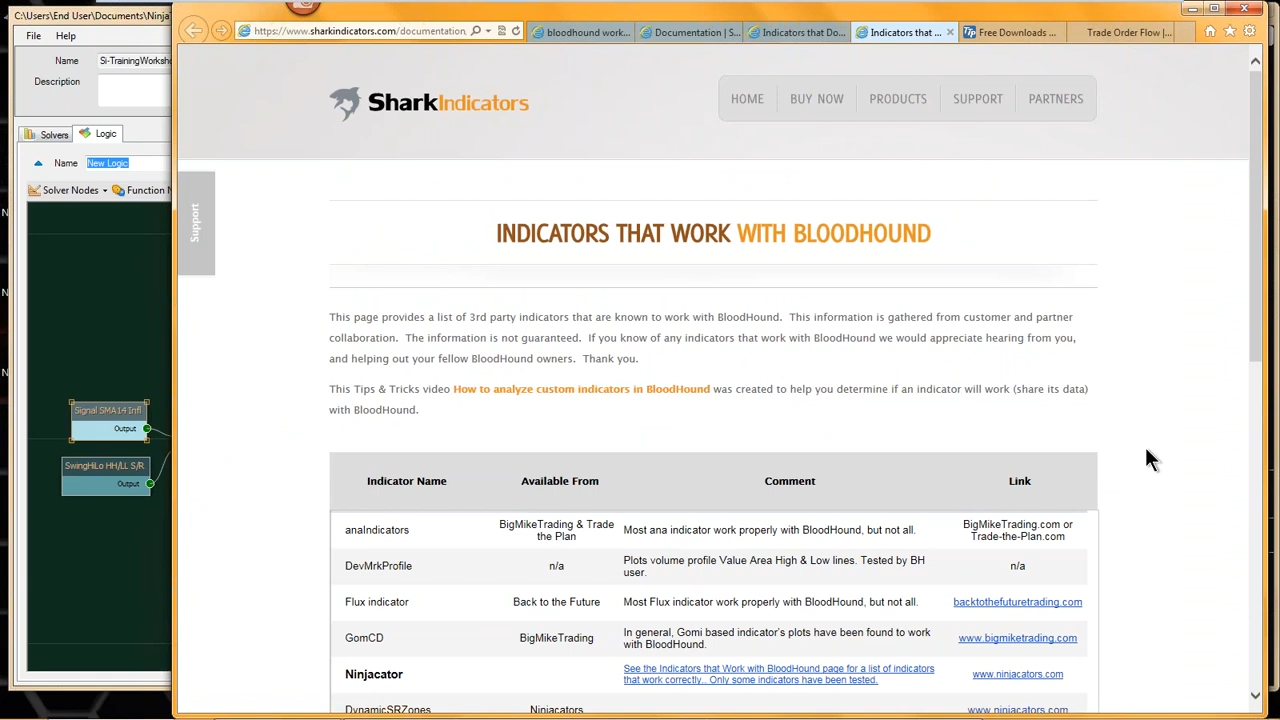 C:\Users\End User\Documents\Ninja
File Help
Name Si-TrainingWorksho
Description
Solvers Logic
Name New Logic
Solver Nodes Function N
Signal SMA14 Infl
Output
SwingHiLo HH/LL S/R
Output
https://www.sharkindicators.com/documentation,
bloodhound work...
Documentation | S...
Indicators that Do...
Indicators that ...
Free Downloads ...
Trade Order Flow |...
SharkIndicators
HOME BUY NOW PRODUCTS SUPPORT PARTNERS
Support
INDICATORS THAT WORK WITH BLOODHOUND
This page provides a list of 3rd party indicators that are known to work with BloodHound. This information is gathered from customer and partner
collaboration. The information is not guaranteed. If you know of any indicators that work with BloodHound we would appreciate hearing from you,
and helping out your fellow BloodHound owners. Thank you.
This Tips & Tricks video How to analyze custom indicators in BloodHound was created to help you determine if an indicator will work (share its data)
with BloodHound.
Indicator Name Available From Comment Link
anaIndicators BigMikeTrading & Trade the Plan Most ana indicator work properly with BloodHound, but not all. BigMikeTrading.com or Trade-the-Plan.com
DevMrkProfile n/a Plots volume profile Value Area High & Low lines. Tested by BH user. n/a
Flux indicator Back to the Future Most Flux indicator work properly with BloodHound, but not all. backtothefuturetrading.com
GomCD BigMikeTrading In general, Gomi based indicator's plots have been found to work with BloodHound. www.bigmiketrading.com
Ninjacator See the Indicators that Work with BloodHound page for a list of indicators that work correctly.. Only some indicators have been tested. www.ninjacators.com
DynamicSRZones Ninjacators www.ninjacators.com